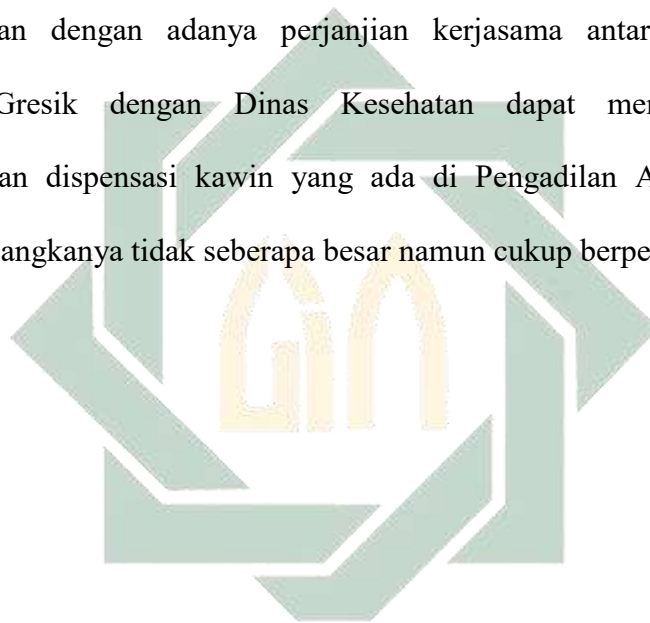 an dengan adanya perjanjian kerjasama antar
Gresik dengan Dinas Kesehatan dapat mer
an dispensasi kawin yang ada di Pengadilan A
angkanya tidak seberapa besar namun cukup berpe